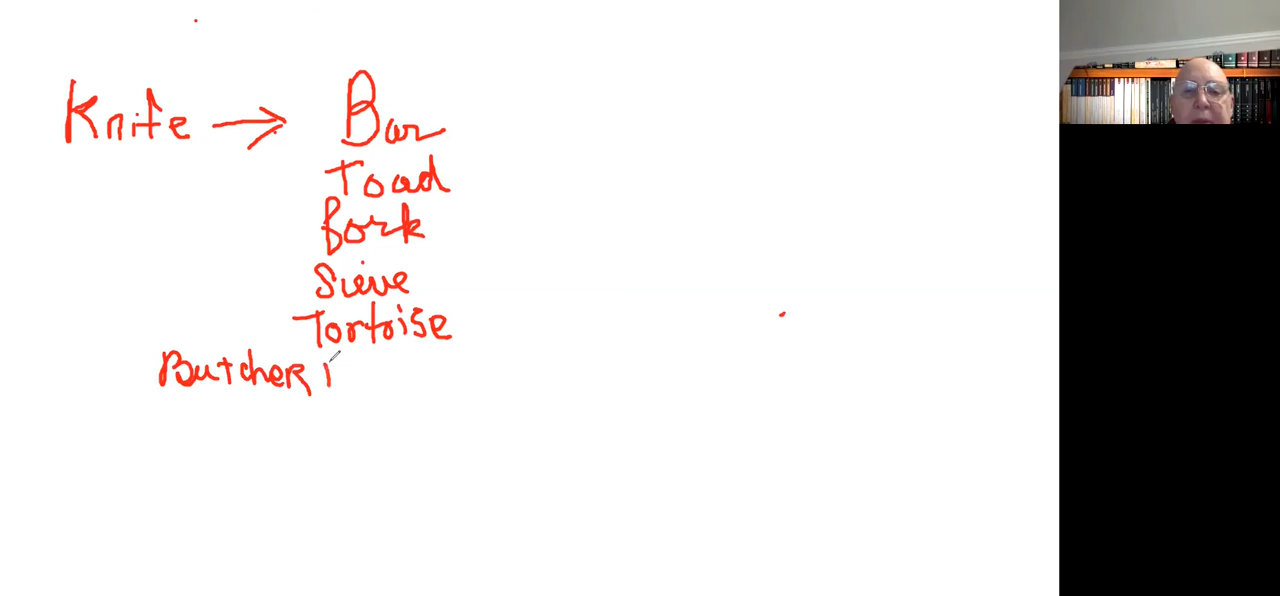 Knife → Bar
Toad
Fork
Sieve
Tortoise
Butcher